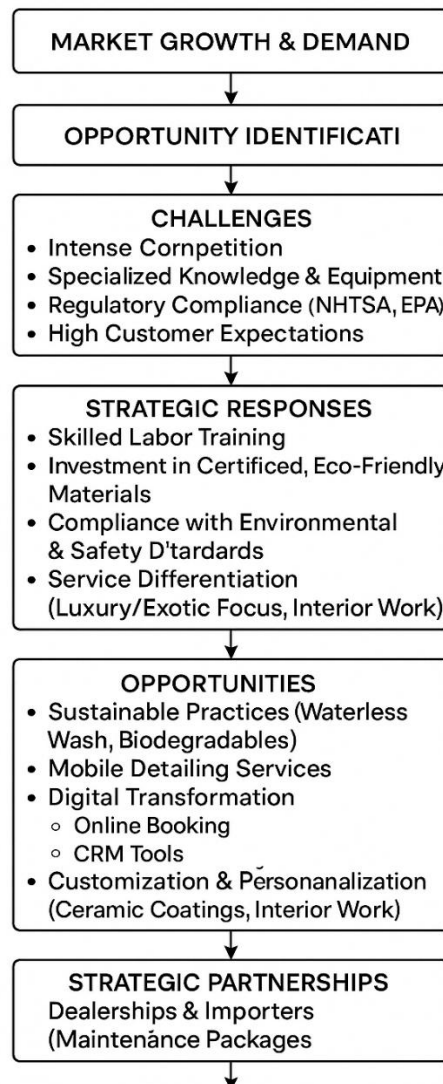 MARKET GROWTH & DEMAND
OPPORTUNITY IDENTIFICATI
CHALLENGES
• Intense Cornpetition
• Specialized Knowledge & Equipment
• Regulatory Compliance (NHTSA, EPA)
• High Customer Expectations
STRATEGIC RESPONSES
• Skilled Labor Training
• Investment in Certificed, Eco-Friendly
Materials
• Compliance with Environmental
& Safety D'tardards
• Service Differentiation
(Luxury/Exotic Focus, Interior Work)
OPPORTUNITIES
• Sustainable Practices (Waterless
Wash, Biodegradables)
• Mobile Detailing Services
• Digital Transformation
○ Online Booking
○ CRM Tools
• Customization & Personanalization
(Ceramic Coatings, Interior Work)
STRATEGIC PARTNERSHIPS
Dealerships & Importers
(Maintenánce Packages